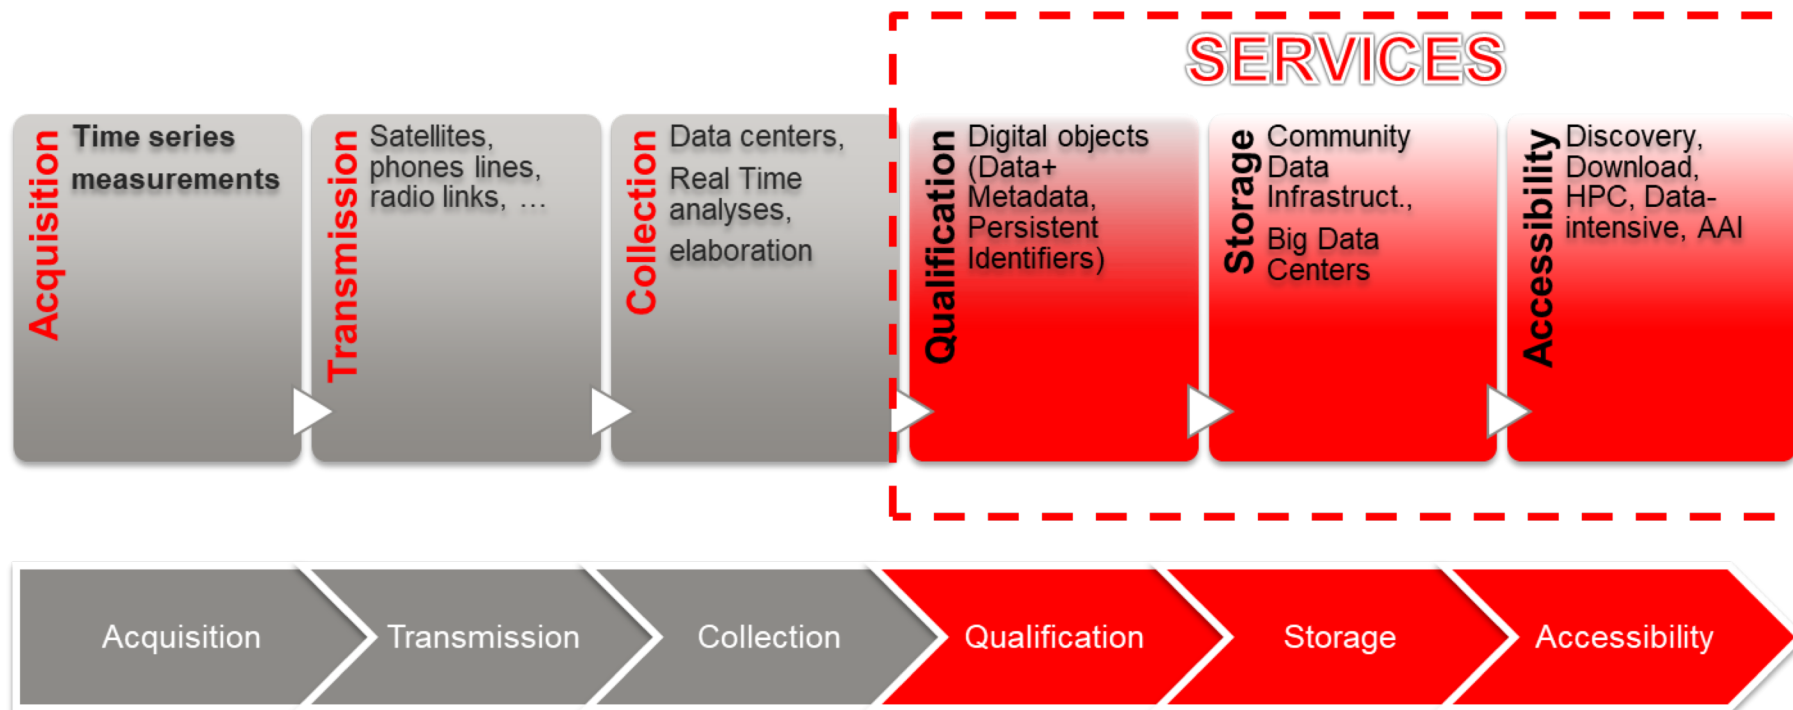 SERVICES
Acquisition
Time series
measurements
Transmission
Satellites,
phones lines,
radio links, …
Collection
Data centers,
Real Time
analyses,
elaboration
Qualification
Digital objects
(Data+
Metadata,
Persistent
Identifiers)
Storage
Community
Data
Infrastruct.,
Big Data
Centers
Accessibility
Discovery,
Download,
HPC, Data-
intensive, AAI
Acquisition
Transmission
Collection
Qualification
Storage
Accessibility